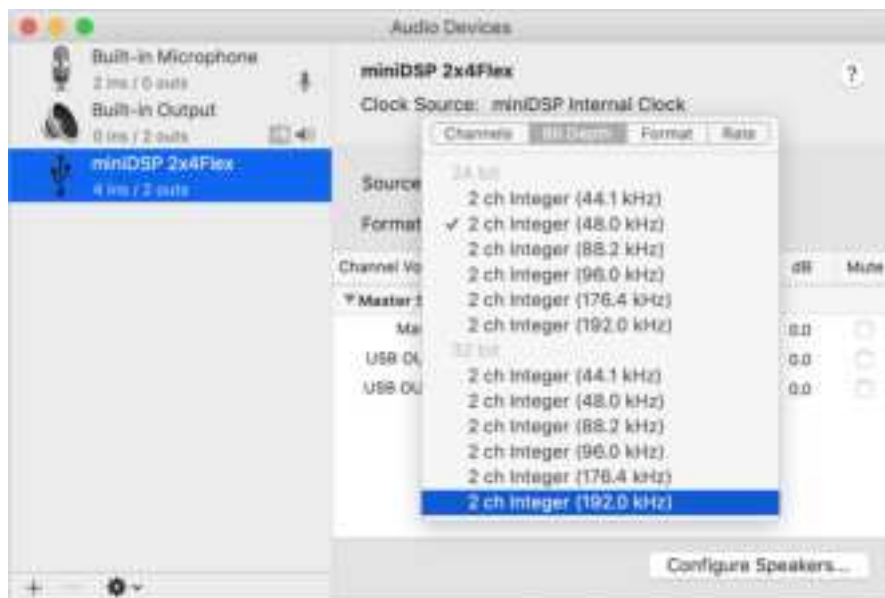 Audio Devices
Built-in Microphone
2 ins / 0 outs
Built-in Output
0 ins / 2 outs
miniDSP 2x4Flex
4 ins / 2 outs
miniDSP 2x4Flex
?
Clock Source: miniDSP Internal Clock
Channels Bit Depth Format Rate
Source
Format
24 bit
2 ch Integer (44.1 kHz)
✓ 2 ch Integer (48.0 kHz)
2 ch Integer (88.2 kHz)
2 ch Integer (96.0 kHz)
2 ch Integer (176.4 kHz)
2 ch Integer (192.0 kHz)
32 bit
2 ch Integer (44.1 kHz)
2 ch Integer (48.0 kHz)
2 ch Integer (88.2 kHz)
2 ch Integer (96.0 kHz)
2 ch Integer (176.4 kHz)
2 ch Integer (192.0 kHz)
Channel Vo dB Mute
Master S
Ma 0.0
USB OU 0.0
USB OU 0.0
Configure Speakers...